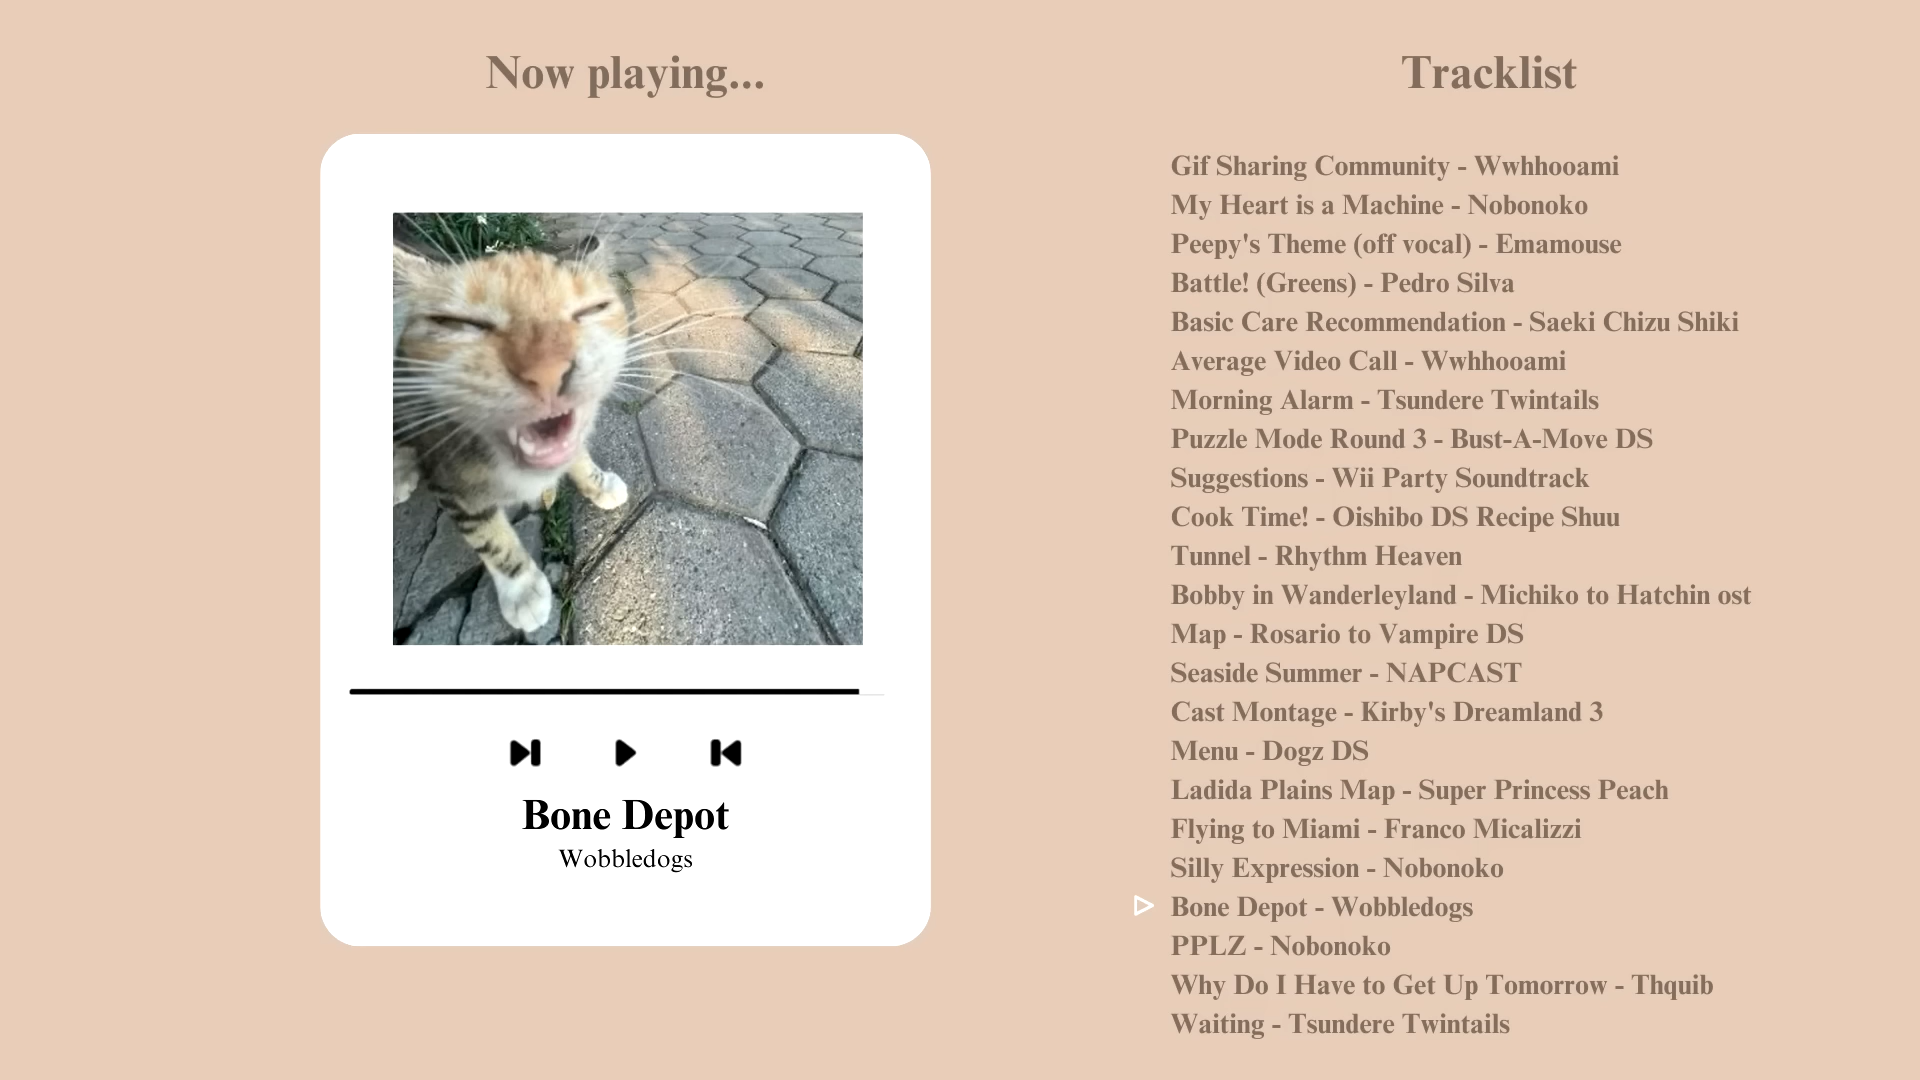 Now playing...
Bone Depot
Wobbledogs
Tracklist
Gif Sharing Community - Wwhhooami
My Heart is a Machine - Nobonoko
Peepy's Theme (off vocal) - Emamouse
Battle! (Greens) - Pedro Silva
Basic Care Recommendation - Saeki Chizu Shiki
Average Video Call - Wwhhooami
Morning Alarm - Tsundere Twintails
Puzzle Mode Round 3 - Bust-A-Move DS
Suggestions - Wii Party Soundtrack
Cook Time! - Oishibo DS Recipe Shuu
Tunnel - Rhythm Heaven
Bobby in Wanderleyland - Michiko to Hatchin ost
Map - Rosario to Vampire DS
Seaside Summer - NAPCAST
Cast Montage - Kirby's Dreamland 3
Menu - Dogz DS
Ladida Plains Map - Super Princess Peach
Flying to Miami - Franco Micalizzi
Silly Expression - Nobonoko
Bone Depot - Wobbledogs
PPLZ - Nobonoko
Why Do I Have to Get Up Tomorrow - Thquib
Waiting - Tsundere Twintails